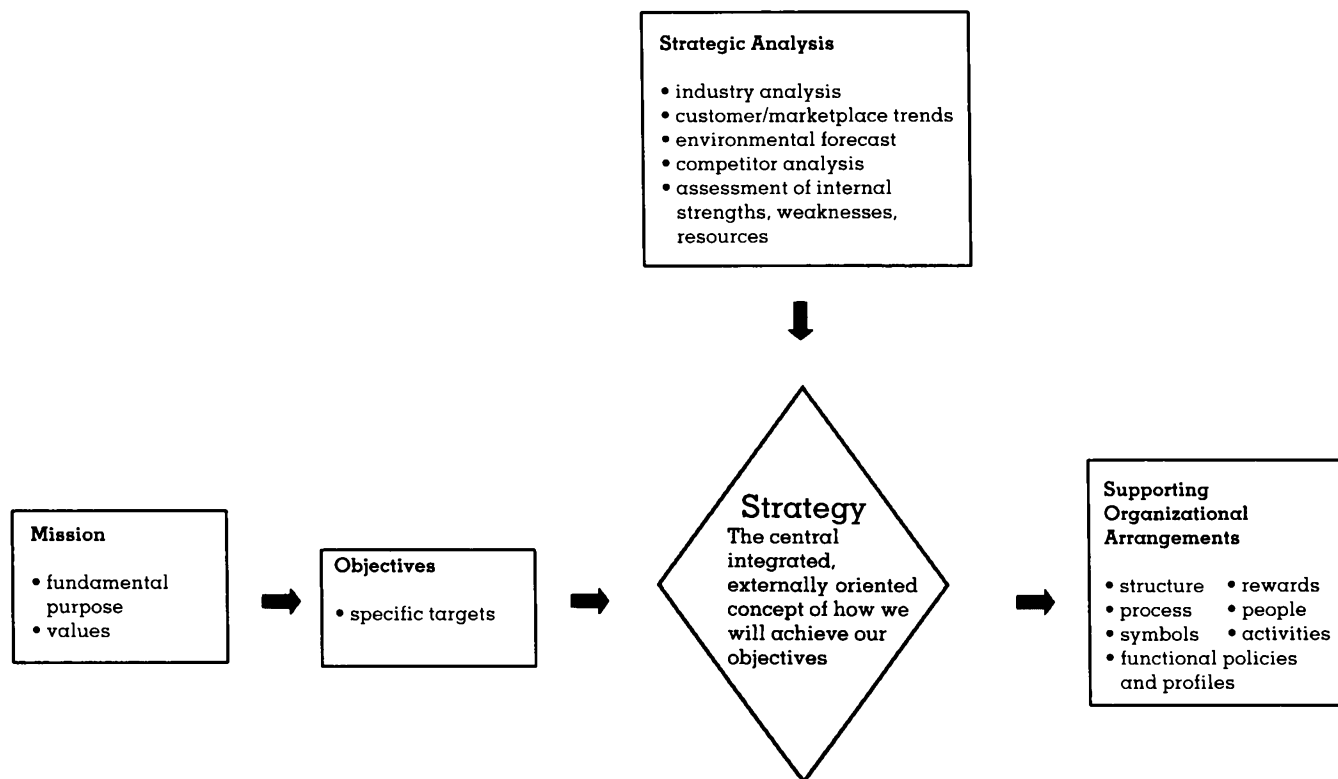 Strategic Analysis
• industry analysis
• customer/marketplace trends
• environmental forecast
• competitor analysis
• assessment of internal
strengths, weaknesses,
resources
Mission
• fundamental
purpose
• values
Objectives
• specific targets
Strategy
The central
integrated,
externally oriented
concept of how we
will achieve our
objectives
Supporting
Organizational
Arrangements
• structure • rewards
• process • people
• symbols • activities
• functional policies
and profiles